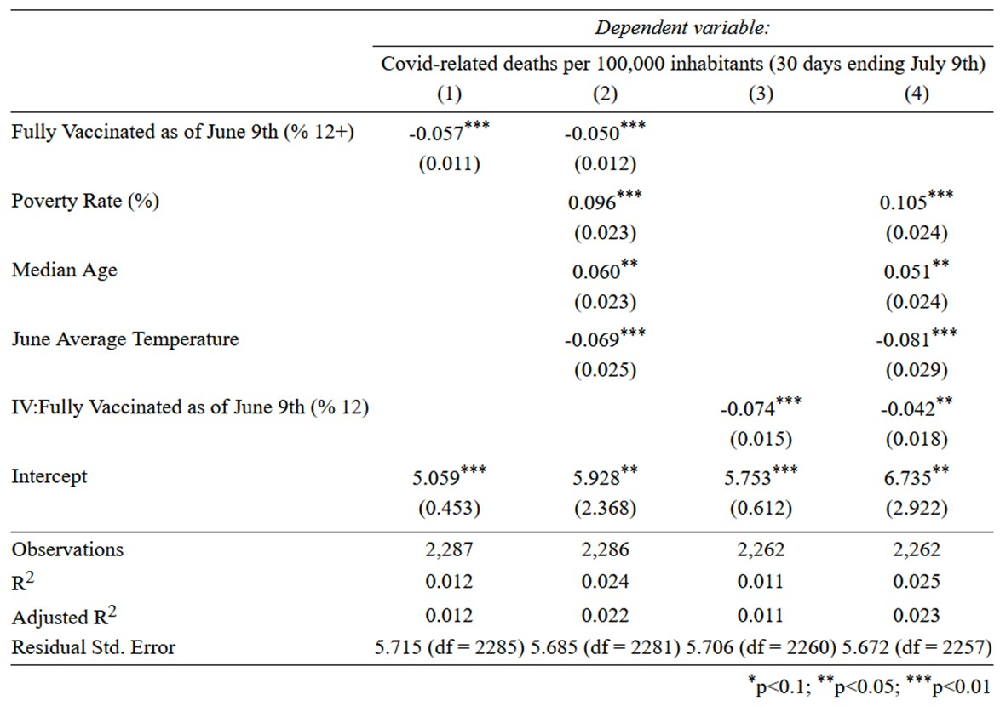 Dependent variable:
Covid-related deaths per 100,000 inhabitants (30 days ending July 9th)
(1) (2) (3) (4)
Fully Vaccinated as of June 9th (% 12+) -0.057*** -0.050***
(0.011) (0.012)
Poverty Rate (%) 0.096*** 0.105***
(0.023) (0.024)
Median Age 0.060** 0.051**
(0.023) (0.024)
June Average Temperature -0.069*** -0.081***
(0.025) (0.029)
IV:Fully Vaccinated as of June 9th (% 12) -0.074*** -0.042**
(0.015) (0.018)
Intercept 5.059*** 5.928** 5.753*** 6.735**
(0.453) (2.368) (0.612) (2.922)
Observations 2,287 2,286 2,262 2,262
R2 0.012 0.024 0.011 0.025
Adjusted R2 0.012 0.022 0.011 0.023
Residual Std. Error 5.715 (df = 2285) 5.685 (df = 2281) 5.706 (df = 2260) 5.672 (df = 2257)
*p<0.1; **p<0.05; ***p<0.01